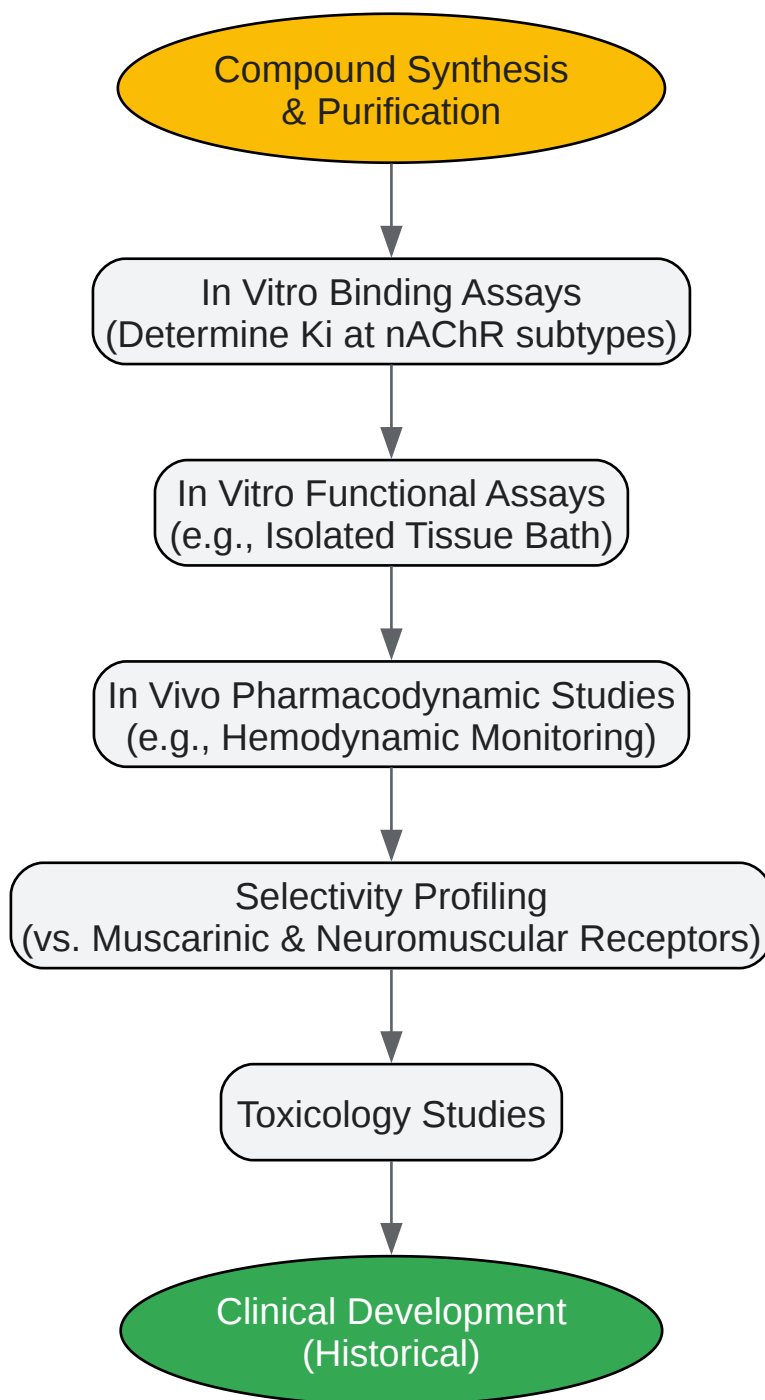 Compound Synthesis
& Purification
In Vitro Binding Assays
(Determine Ki at nAChR subtypes)
In Vitro Functional Assays
(e.g., Isolated Tissue Bath)
In Vivo Pharmacodynamic Studies
(e.g., Hemodynamic Monitoring)
Selectivity Profiling
(vs. Muscarinic & Neuromuscular Receptors)
Toxicology Studies
Clinical Development
(Historical)